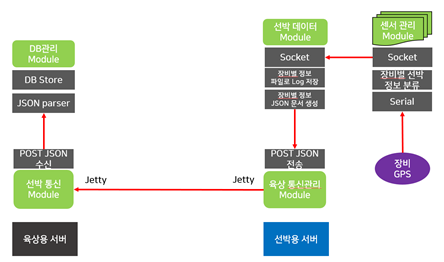 DB관리
Module
DB Store
JSON parser
POST JSON
수신
선박 통신
Module
육상용 서버
Jetty
Jetty
선박 데이터
Module
Socket
장비별 정보
파일로 Log 저장
장비별 정보
JSON 문서 생성
POST JSON
전송
육상 통신관리
Module
선박용 서버
센서 관리
Module
Socket
장비별 선박
정보 분류
Serial
장비
GPS